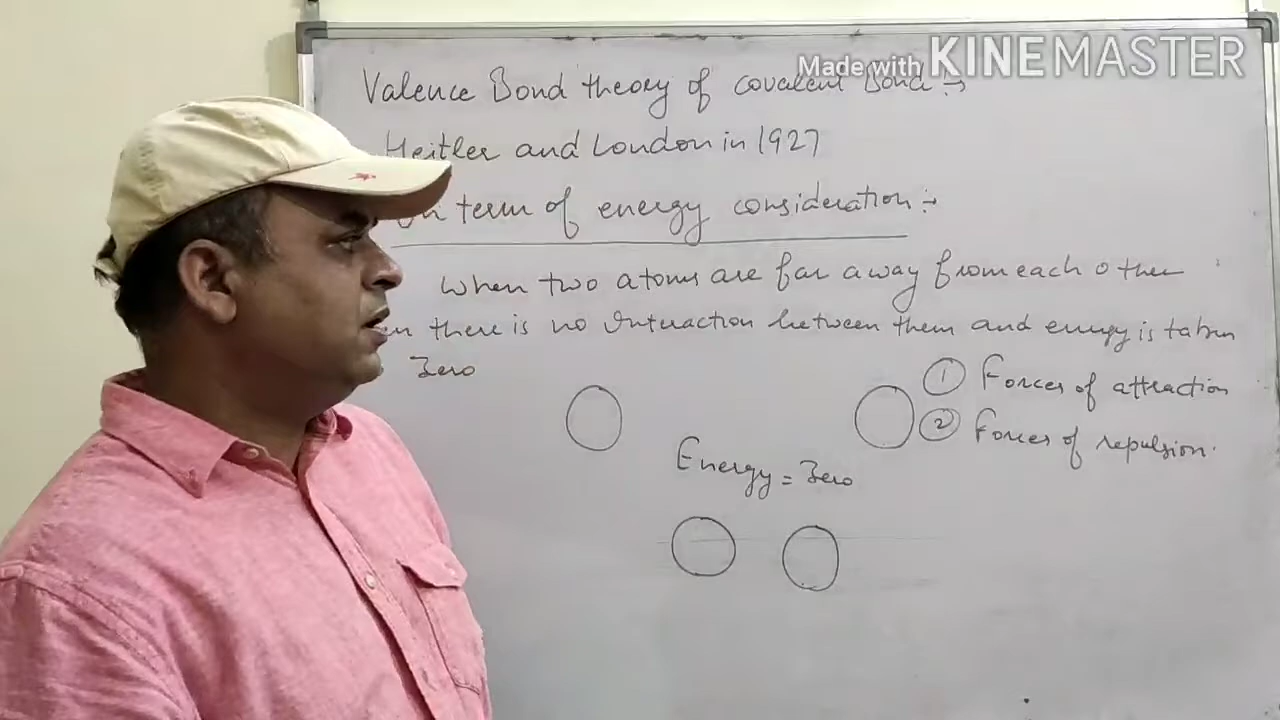 Made with KINEMASTER
Valence Bond theory of covalent Bond :→
Heitler and London in 1927
In term of energy consideration :-
When two atoms are far away from each other
there is no interaction between them and energy is taken
Zero
① Forces of attraction
② Forces of repulsion.
Energy = Zero